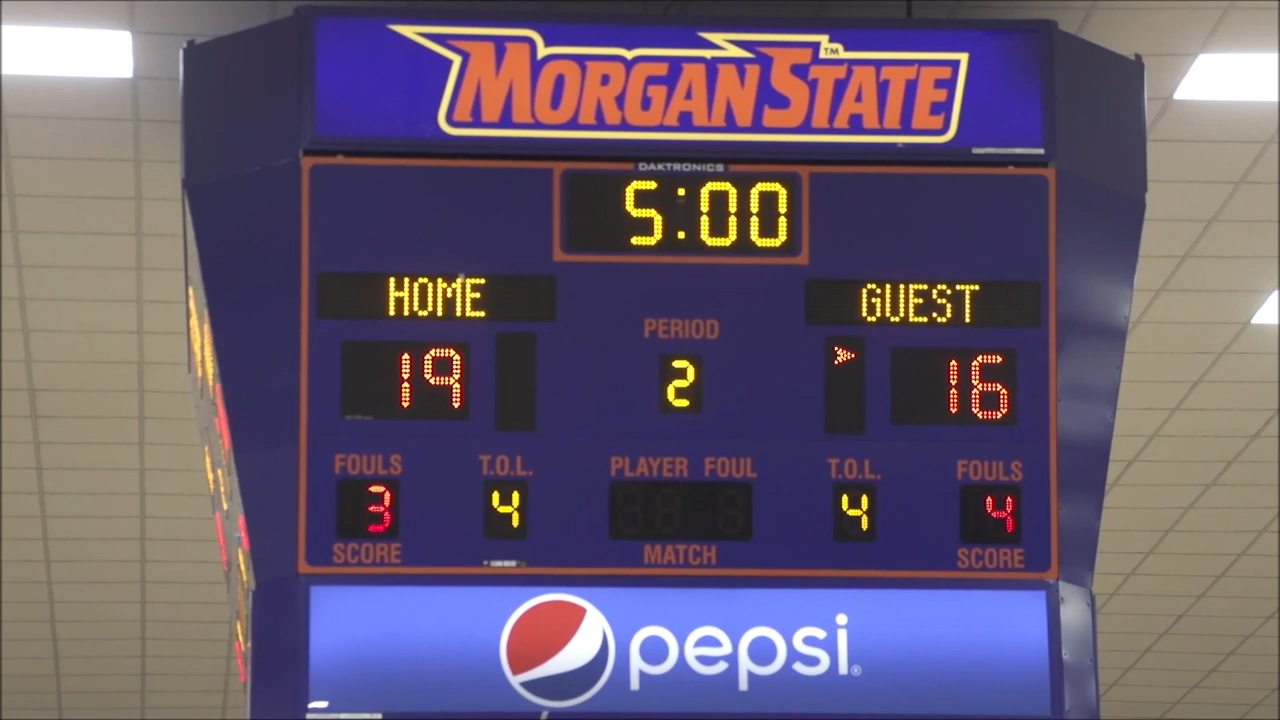 MORGAN STATE™
DAKTRONICS
5:00
HOME
GUEST
PERIOD
19
2
16
FOULS T.O.L. PLAYER FOUL T.O.L. FOULS
3 4 4 4
SCORE MATCH SCORE
pepsi®